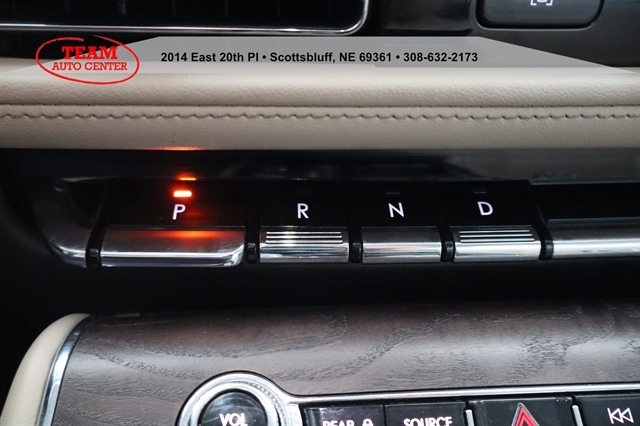 TEAM
AUTO CENTER
2014 East 20th Pl • Scottsbluff, NE 69361 • 308-632-2173
P R N D
VOL
REAR
SOURCE